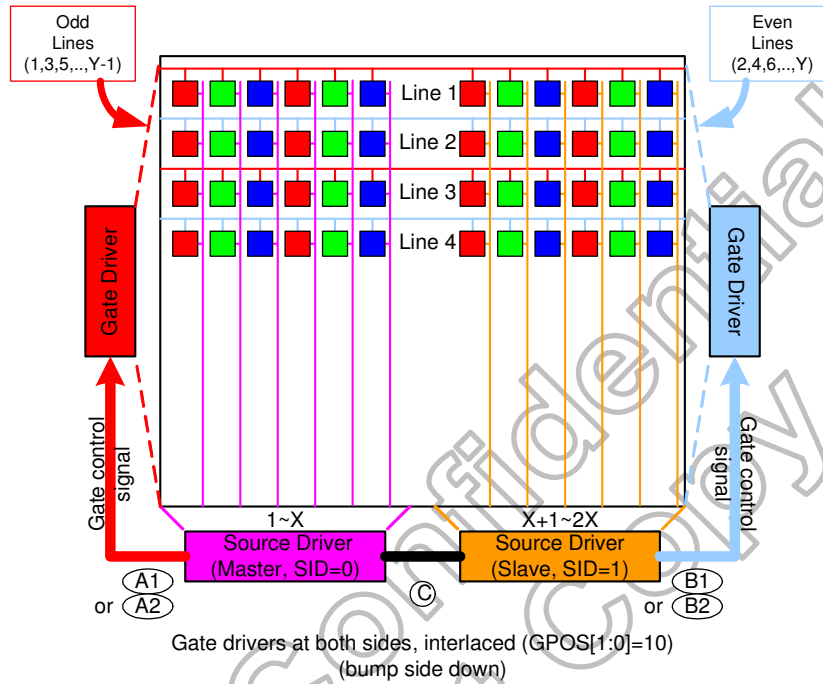 Odd
Lines
(1,3,5,..,Y-1)
Even
Lines
(2,4,6,..,Y)
Line 1
Line 2
Line 3
Line 4
Gate Driver
Gate Driver
Gate control
signal
Gate control
signal
1~X
X+1~2X
Source Driver
(Master, SID=0)
Source Driver
(Slave, SID=1)
A1
or A2
C
B1
or B2
Gate drivers at both sides, interlaced (GPOS[1:0]=10)
(bump side down)
Confidential
Copy